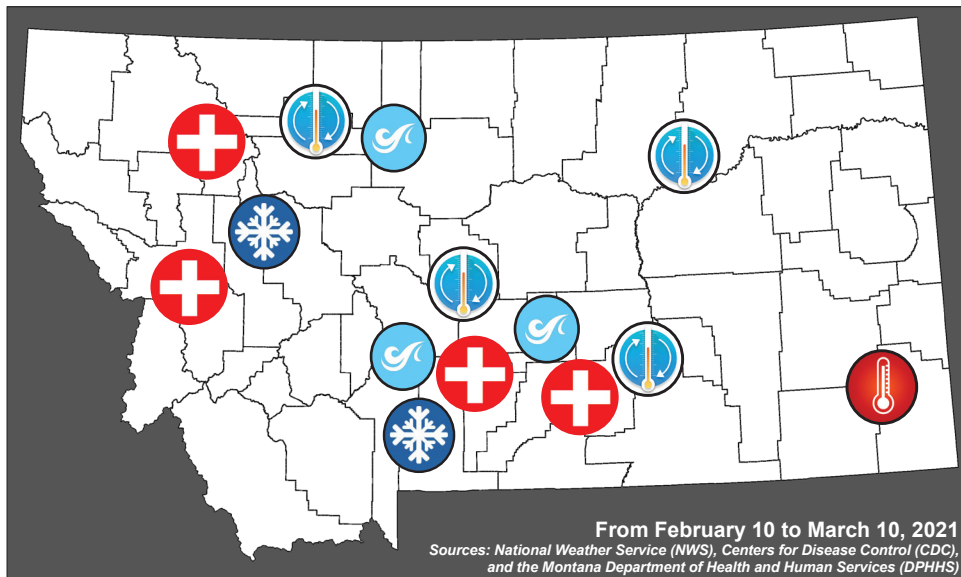 From February 10 to March 10, 2021
Sources: National Weather Service (NWS), Centers for Disease Control (CDC),
and the Montana Department of Health and Human Services (DPHHS)